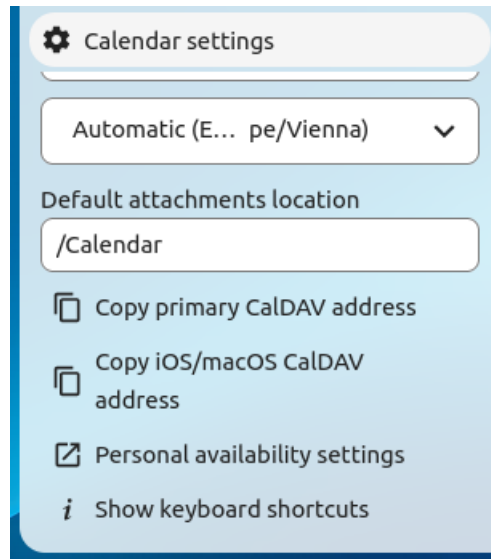 Calendar settings
Automatic (E… pe/Vienna)
Default attachments location
/Calendar
Copy primary CalDAV address
Copy iOS/macOS CalDAV
address
Personal availability settings
Show keyboard shortcuts